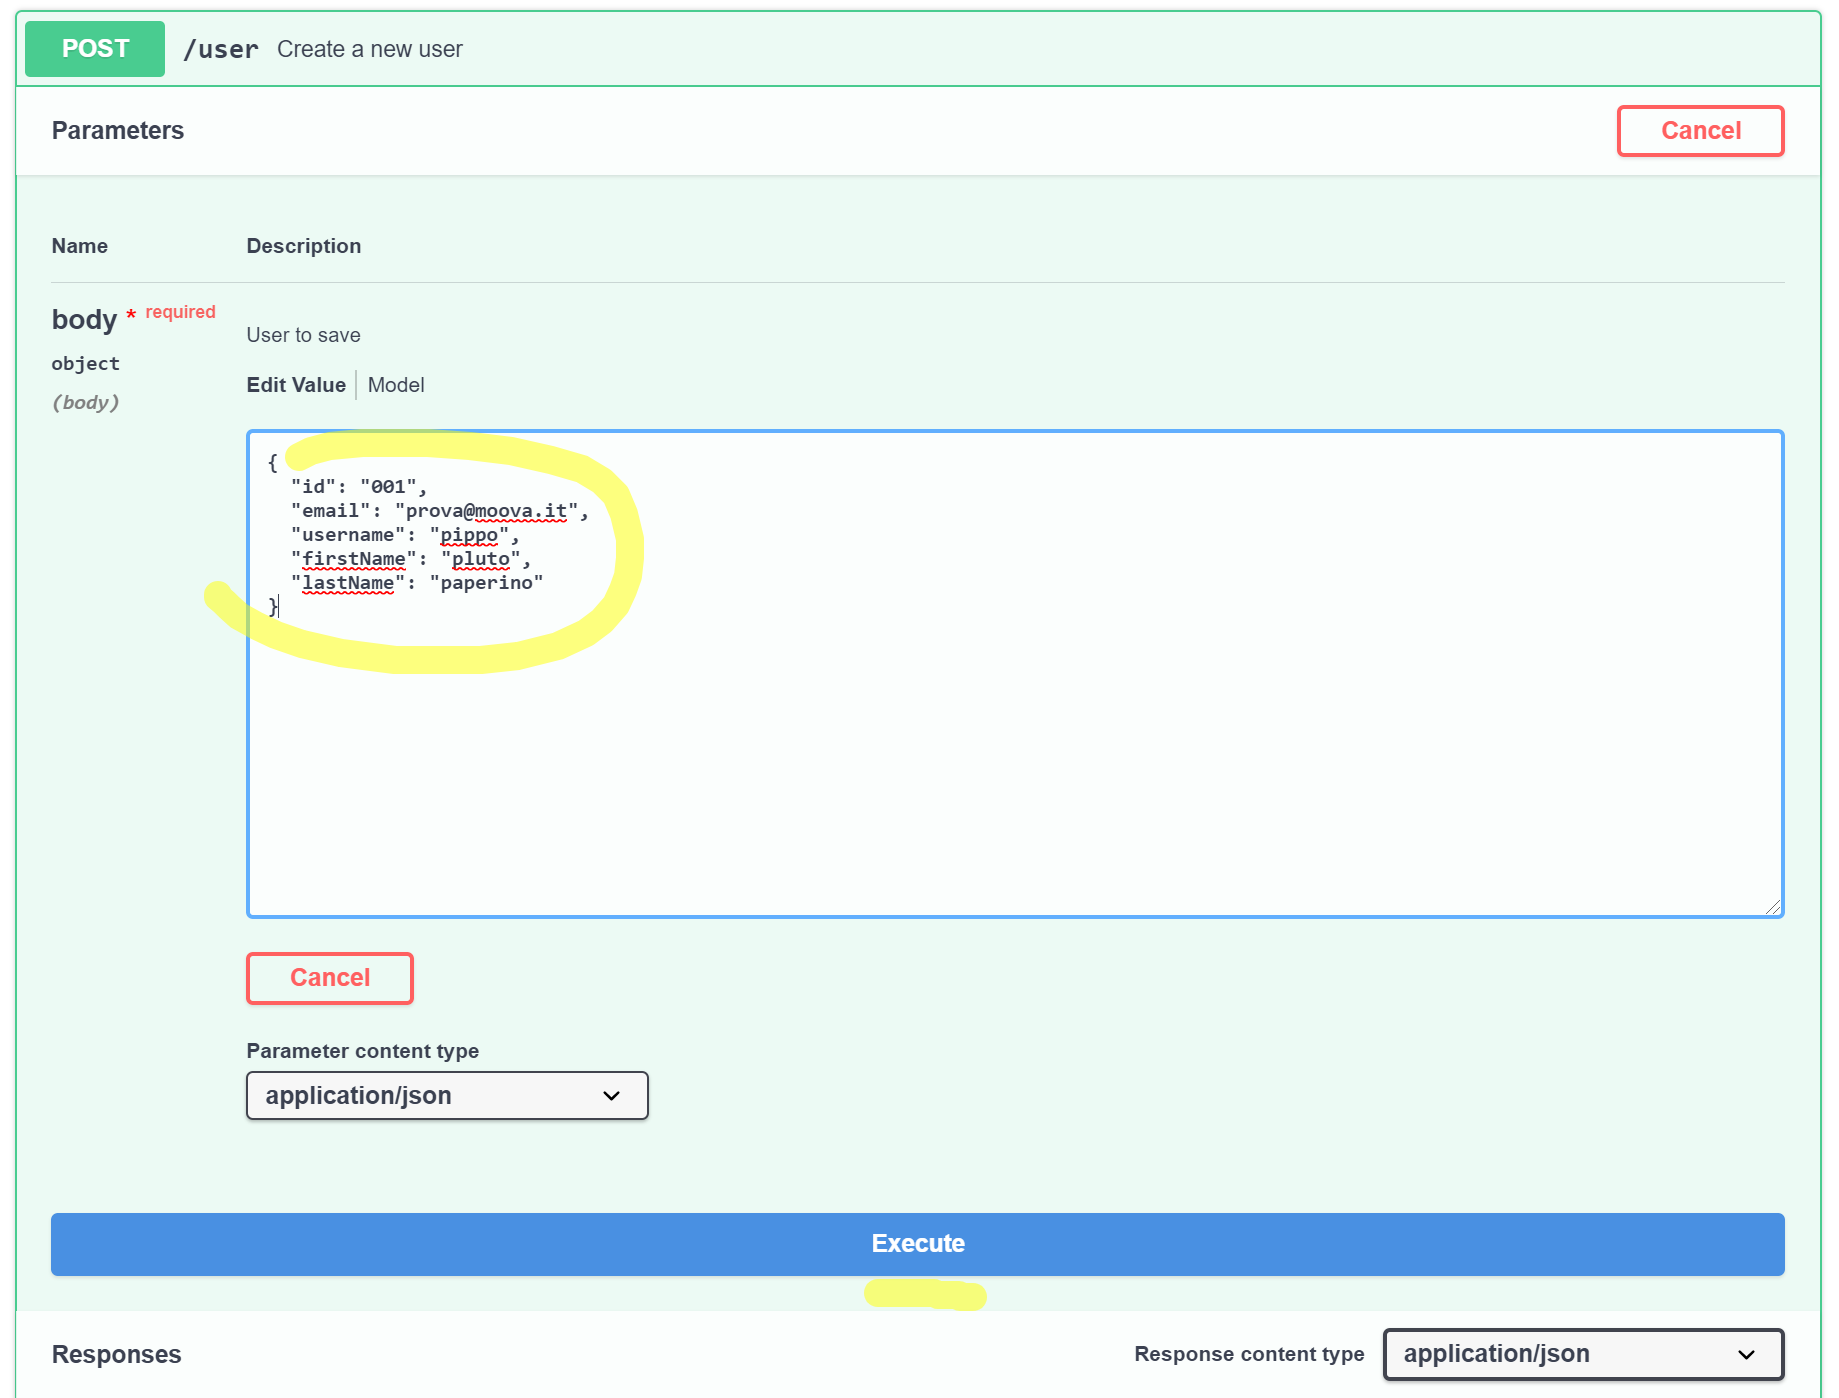 POST /user Create a new user
Parameters Cancel
Name Description
body * required
object
(body)
User to save
Edit Value Model
{
  "id": "001",
  "email": "prova@moova.it",
  "username": "pippo",
  "firstName": "pluto",
  "lastName": "paperino"
}
Cancel
Parameter content type
application/json
Execute
Responses Response content type application/json